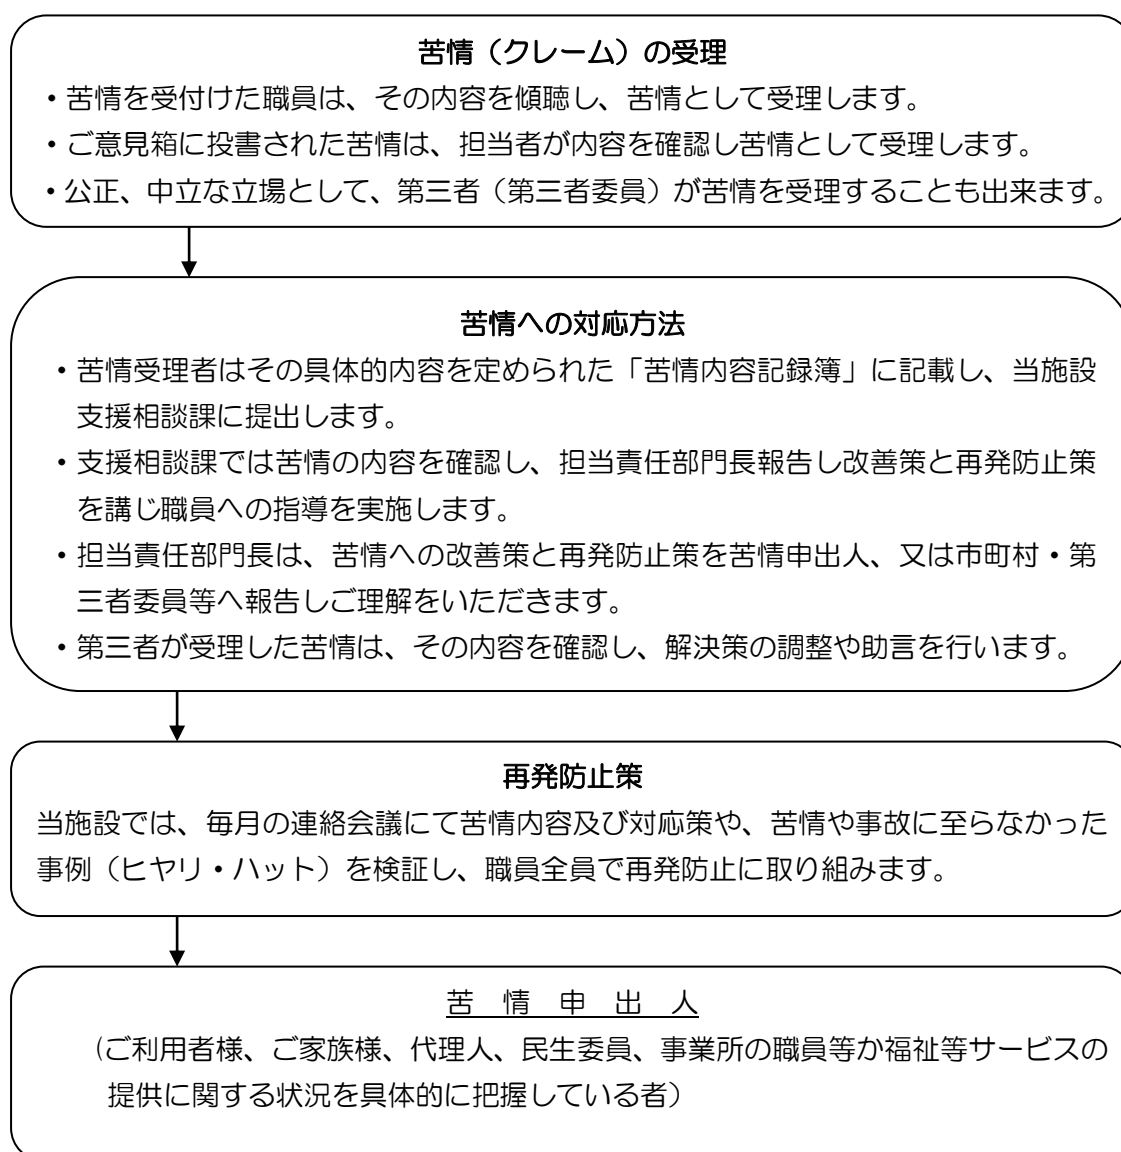 苦情（クレーム）の受理
・苦情を受付けた職員は、その内容を傾聴し、苦情として受理します。
・ご意見箱に投書された苦情は、担当者が内容を確認し苦情として受理します。
・公正、中立な立場として、第三者（第三者委員）が苦情を受理することも出来ます。
苦情への対応方法
・苦情受理者はその具体的内容を定められた「苦情内容記録簿」に記載し、当施設
支援相談課に提出します。
・支援相談課では苦情の内容を確認し、担当責任部門長報告し改善策と再発防止策
を講じ職員への指導を実施します。
・担当責任部門長は、苦情への改善策と再発防止策を苦情申出人、又は市町村・第
三者委員等へ報告しご理解をいただきます。
・第三者が受理した苦情は、その内容を確認し、解決策の調整や助言を行います。
再発防止策
当施設では、毎月の連絡会議にて苦情内容及び対応策や、苦情や事故に至らなかった
事例（ヒヤリ・ハット）を検証し、職員全員で再発防止に取り組みます。
苦　情　申　出　人
（ご利用者様、ご家族様、代理人、民生委員、事業所の職員等か福祉等サービスの
提供に関する状況を具体的に把握している者）